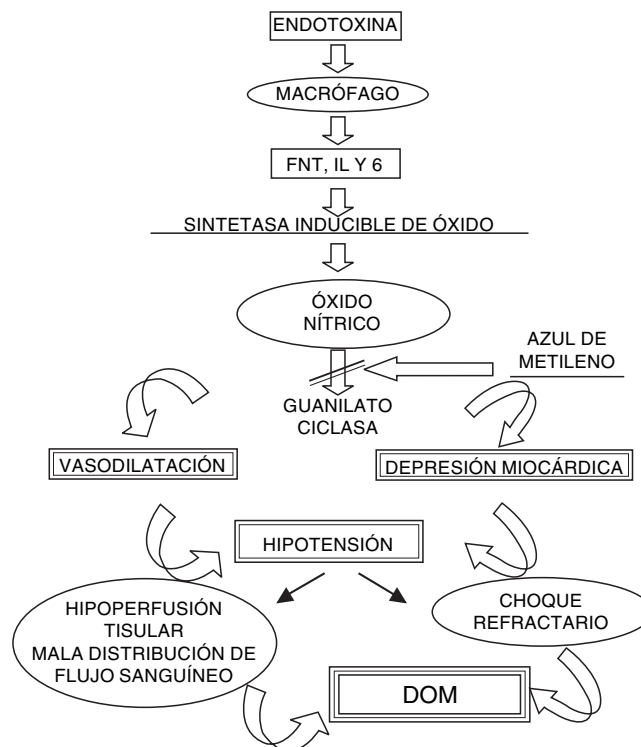 ENDOTOXINA
MACRÓFAGO
FNT, IL Y 6
SINTETASA INDUCIBLE DE ÓXIDO
ÓXIDO
NÍTRICO
AZUL DE
METILENO
GUANILATO
CICLASA
VASODILATACIÓN
DEPRESIÓN MIOCÁRDICA
HIPOTENSIÓN
HIPOPERFUSIÓN
TISULAR
MALA DISTRIBUCIÓN DE
FLUJO SANGUÍNEO
CHOQUE
REFRACTARIO
DOM